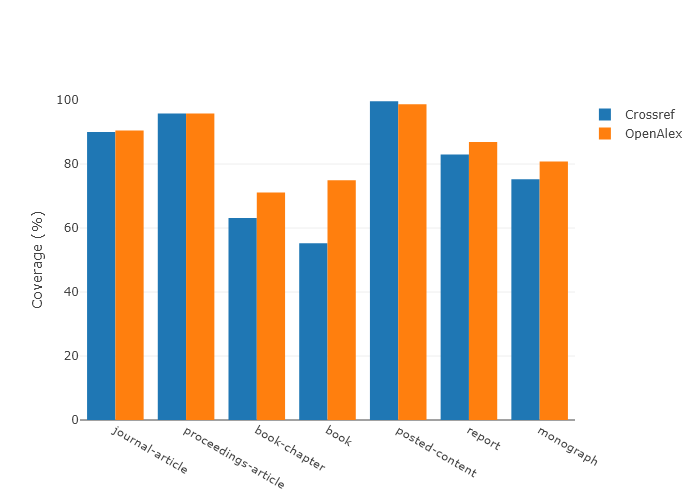 100
80
60
40
20
0
Coverage (%)
journal-article
proceedings-article
book-chapter
book
posted-content
report
monograph
Crossref
OpenAlex